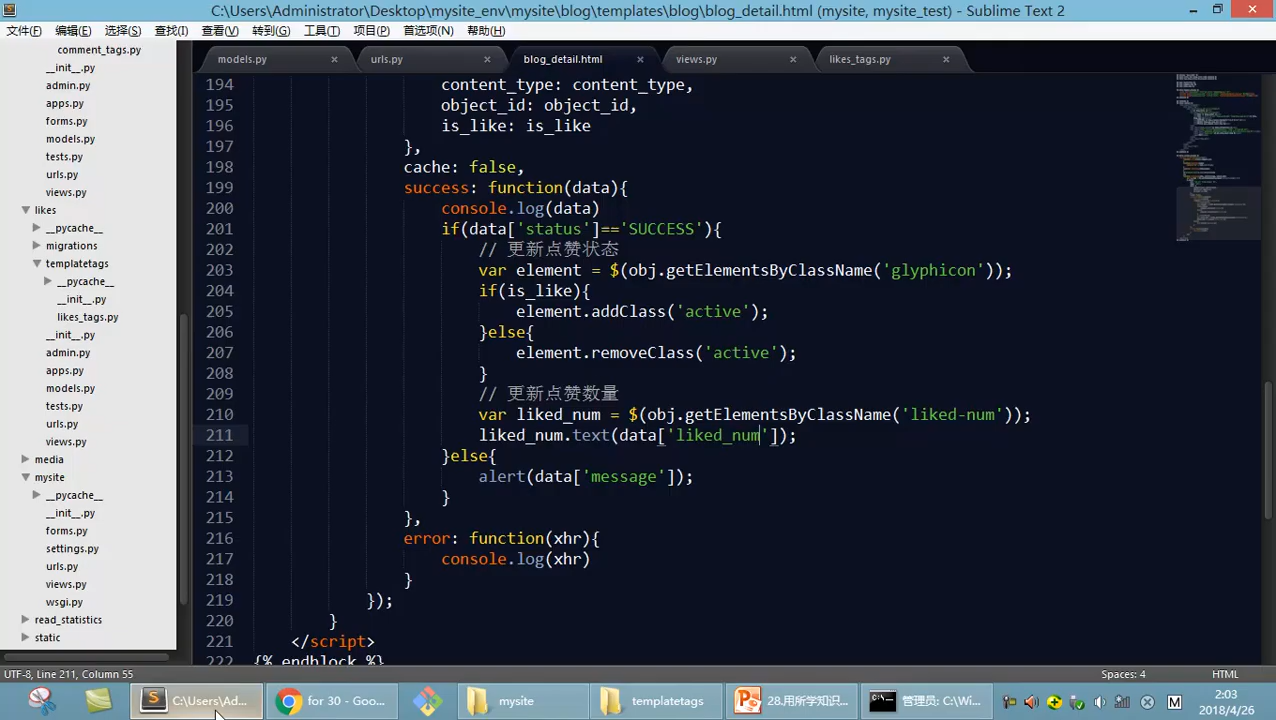 C:\Users\Administrator\Desktop\mysite_env\mysite\blog\templates\blog\blog_detail.html (mysite, mysite_test) - Sublime Text 2
文件(F) 编辑(E) 选择(S) 查找(I) 查看(V) 转到(G) 工具(T) 项目(P) 首选项(N) 帮助(H)
comment_tags.py
__init__.py
admin.py
apps.py
forms.py
models.py
tests.py
urls.py
views.py
likes
__pycache__
migrations
templatetags
__pycache__
__init__.py
likes_tags.py
__init__.py
admin.py
apps.py
models.py
tests.py
urls.py
views.py
media
mysite
__pycache__
__init__.py
forms.py
settings.py
urls.py
views.py
wsgi.py
read_statistics
static
models.py urls.py blog_detail.html views.py likes_tags.py
194 content_type: content_type,
195 object_id: object_id,
196 is_like: is_like
197 },
198 cache: false,
199 success: function(data){
200 console.log(data)
201 if(data['status']=='SUCCESS'){
202 // 更新点赞状态
203 var element = $(obj.getElementsByClassName('glyphicon'));
204 if(is_like){
205 element.addClass('active');
206 }else{
207 element.removeClass('active');
208 }
209 // 更新点赞数量
210 var liked_num = $(obj.getElementsByClassName('liked-num'));
211 liked_num.text(data['liked_num']);
212 }else{
213 alert(data['message']);
214 }
215 },
216 error: function(xhr){
217 console.log(xhr)
218 }
219 });
220 }
221 </script>
222 {% endblock %}
UTF-8, Line 211, Column 55 Spaces: 4 HTML
C:\Users\Ad... for 30 - Goo... mysite templatetags 28.用所学知识... 管理员: C:\Wi... M 2:03
2018/4/26